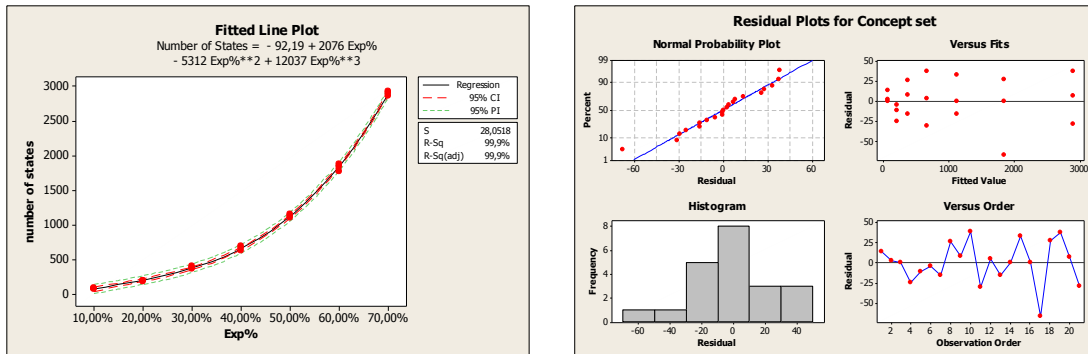 Fitted Line Plot
Number of States = - 92,19 + 2076 Exp%
- 5312 Exp%**2 + 12037 Exp%**3
3000
2500
2000
1500
1000
500
0
number of states
10,00% 20,00% 30,00% 40,00% 50,00% 60,00% 70,00%
Exp%
Regression
95% CI
95% PI
S 28,0518
R-Sq 99,9%
R-Sq(adj) 99,9%
Residual Plots for Concept set
Normal Probability Plot
99
90
50
10
1
Percent
-60 -30 0 30 60
Residual
Versus Fits
50
25
0
-25
-50
Residual
0 1000 2000 3000
Fitted Value
Histogram
8
6
4
2
0
Frequency
-60 -40 -20 0 20 40
Residual
Versus Order
50
25
0
-25
-50
Residual
2 4 6 8 10 12 14 16 18 20
Observation Order